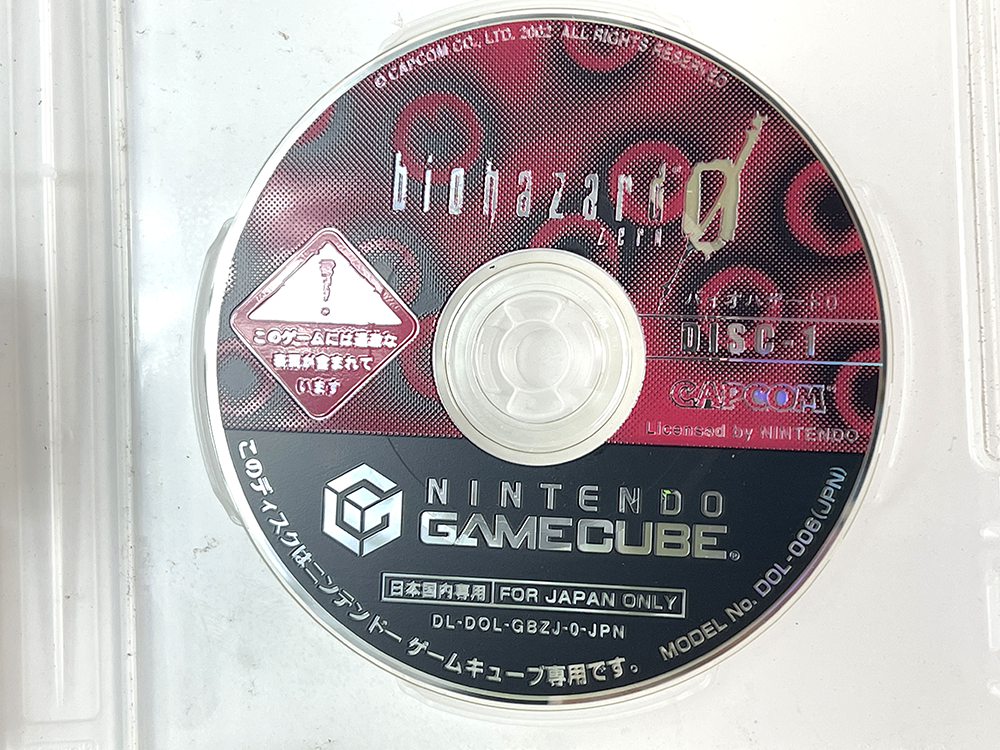 © CAPCOM CO., LTD. 2002 ALL RIGHTS RESERVED
biohazard 0
zero
バイオハザード0
DISC-1
CAPCOM
Licensed by NINTENDO
!
このゲームには過激な
表現が含まれて
います
NINTENDO
GAMECUBE®
日本国内専用 FOR JAPAN ONLY
DL-DOL-GBZJ-0-JPN
このディスクはニンテンドー ゲームキューブ専用です。
MODEL No. DOL-006(JPN)